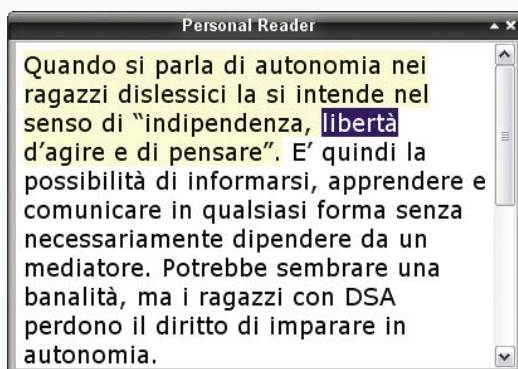 Personal Reader
Quando si parla di autonomia nei
ragazzi dislessici la si intende nel
senso di “indipendenza, libertà
d’agire e di pensare”. E’ quindi la
possibilità di informarsi, apprendere e
comunicare in qualsiasi forma senza
necessariamente dipendere da un
mediatore. Potrebbe sembrare una
banalità, ma i ragazzi con DSA
perdono il diritto di imparare in
autonomia.